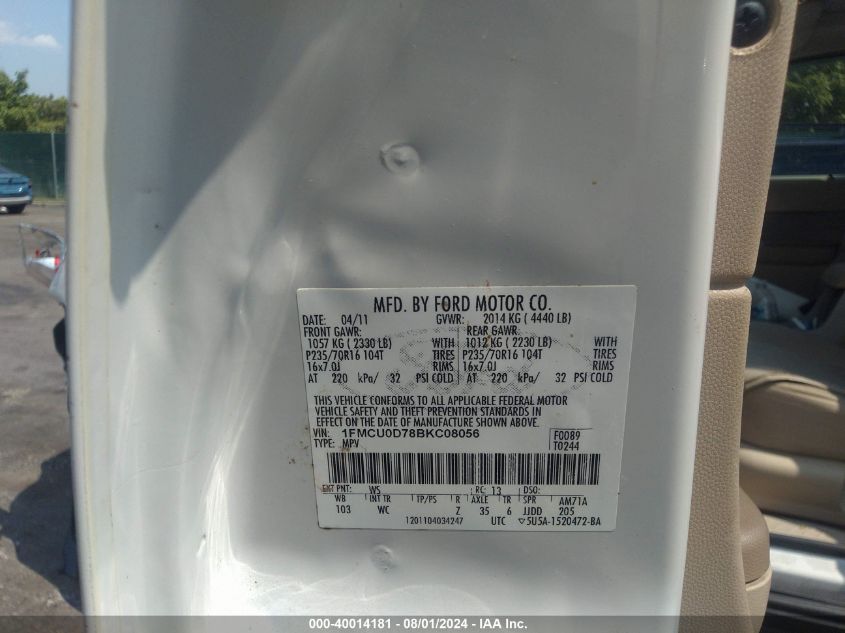 MFD. BY FORD MOTOR CO.
DATE: 04/11 GVWR: 2014 KG ( 4440 LB)
FRONT GAWR: REAR GAWR:
1057 KG ( 2330 LB) WITH 1012 KG ( 2230 LB) WITH
P235/70R16 104T TIRES P235/70R16 104T TIRES
16x7.0J RIMS 16x7.0J RIMS
AT 220 kPa/ 32 PSI COLD AT 220 kPa/ 32 PSI COLD
THIS VEHICLE CONFORMS TO ALL APPLICABLE FEDERAL MOTOR
VEHICLE SAFETY AND THEFT PREVENTION STANDARDS IN
EFFECT ON THE DATE OF MANUFACTURE SHOWN ABOVE.
VIN: 1FMCU0D78BKC08056 F0089
TYPE: MPV T0244
EXT PNT: WS RC: 13 DSO:
WB INT TR TP/PS R AXLE TR SPR AM71A
103 WC Z 35 6 JJDD 205
1201104034247 UTC ▽5U5A-1520472-BA
000-40014181 - 08/01/2024 - IAA Inc.